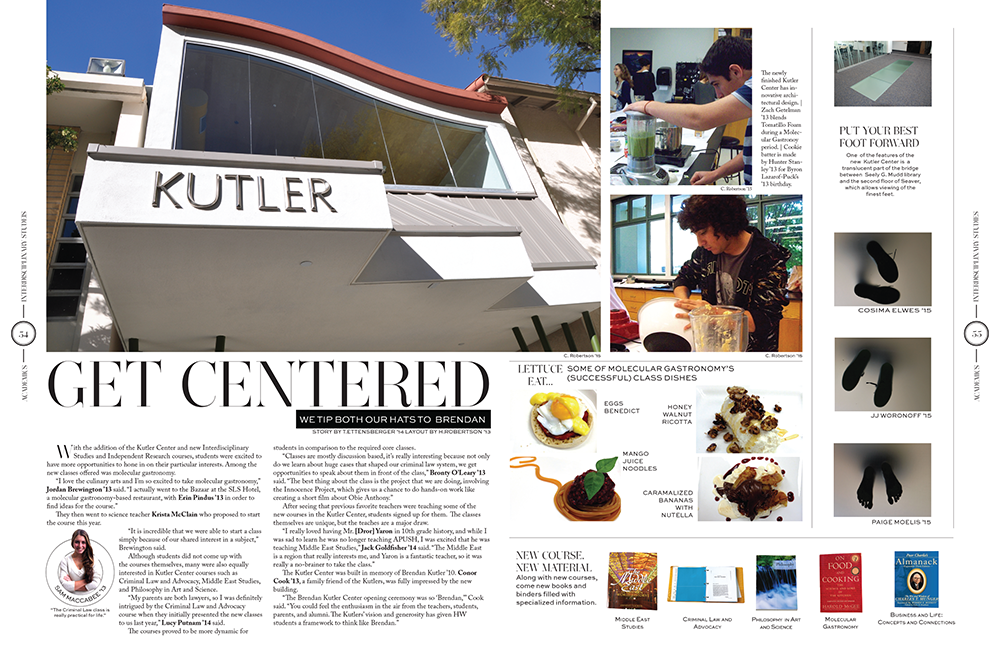 KUTLER
C. Robertson '16
GET CENTERED
WE TIP BOTH OUR HATS TO BRENDAN
STORY BY T.ETTENSBERGER '14 LAYOUT BY H.ROBERTSON '13
With the addition of the Kutler Center and new Interdisciplinary
Studies and Independent Research courses, students were excited to
have more opportunities to hone in on their particular interests. Among the
new classes offered was molecular gastronomy.
"I love the culinary arts and I'm so excited to take molecular gastronomy,"
Jordan Brewington '13 said. "I actually went to the Bazaar at the SLS Hotel,
a molecular gastronomy-based restaurant, with Erin Pindus '13 in order to
find ideas for the course."
They then went to science teacher Krista McClain who proposed to start
the course this year.
"It is incredible that we were able to start a class
simply because of our shared interest in a subject,"
Brewington said.
Although students did not come up with
the courses themselves, many were also equally
interested in Kutler Center courses such as
Criminal Law and Advocacy, Middle East Studies,
and Philosophy in Art and Science.
"My parents are both lawyers, so I was definitely
intrigued by the Criminal Law and Advocacy
course when they initially presented the new classes
to us last year," Lucy Putnam '14 said.
The courses proved to be more dynamic for
SAM MACCABEE '13
"The Criminal Law class is
really practical for life."
students in comparison to the required core classes.
"Classes are mostly discussion based, it's really interesting because not only
do we learn about huge cases that shaped our criminal law system, we get
opportunities to speak about them in front of the class," Bronty O'Leary '13
said. "The best thing about the class is the project that we are doing, involving
the Innocence Project, which gives us a chance to do hands-on work like
creating a short film about Obie Anthony."
After seeing that previous favorite teachers were teaching some of the
new courses in the Kutler Center, students signed up for them. The classes
themselves are unique, but the teaches are a major draw.
"I really loved having Mr. [Dror] Yaron in 10th grade history, and while I
was sad to learn he was no longer teaching APUSH, I was excited that he was
teaching Middle East Studies," Jack Goldfisher '14 said. "The Middle East
is a region that really interests me, and Yaron is a fantastic teacher, so it was
really a no-brainer to take the class."
The Kutler Center was built in memory of Brendan Kutler '10. Conor
Cook '13, a family friend of the Kutlers, was fully impressed by the new
building.
"The Brendan Kutler Center opening ceremony was so 'Brendan,'" Cook
said. "You could feel the enthusiasm in the air from the teachers, students,
parents, and alumni. The Kutlers' vision and generosity has given HW
students a framework to think like Brendan."
ACADEMICS
34
INTERDISCIPLINARY STUDIES
The newly
finished Kutler
Center has in-
novative archi-
tectural design. |
Zach Getelman
'13 blends
Tomatillo Foam
during a Molec-
ular Gastronomy
period. | Cookie
batter is made
by Hunter Stan-
ley '13 for Byron
Lazarof-Puck's
'13 birthday.
C. Robertson '13
C. Robertson '16
LETTUCE
EAT...
SOME OF MOLECULAR GASTRONOMY'S
(SUCCESSFUL) CLASS DISHES
EGGS
BENEDICT
HONEY
WALNUT
RICOTTA
MANGO
JUICE
NOODLES
CARAMALIZED
BANANAS
WITH
NUTELLA
NEW COURSE,
NEW MATERIAL
Along with new courses,
come new books and
binders filled with
specialized information.
Middle East
Studies
Criminal Law and
Advocacy
Philosophy in Art
and Science
ON
FOOD
AND
COOKING
HAROLD McGEE
Molecular
Gastronomy
Poor Charlie's
Almanack
CHARLES T. MUNGER
Business and Life:
Concepts and Connections
PUT YOUR BEST
FOOT FORWARD
One of the features of the
new Kutler Center is a
translucent part of the bridge
between Seely G. Mudd library
and the second floor of Seaver,
which allows viewing of the
finest feet.
COSIMA ELWES '15
JJ WORONOFF '15
PAIGE MOELIS '15
INTERDISCIPLINARY STUDIES
35
ACADEMICS